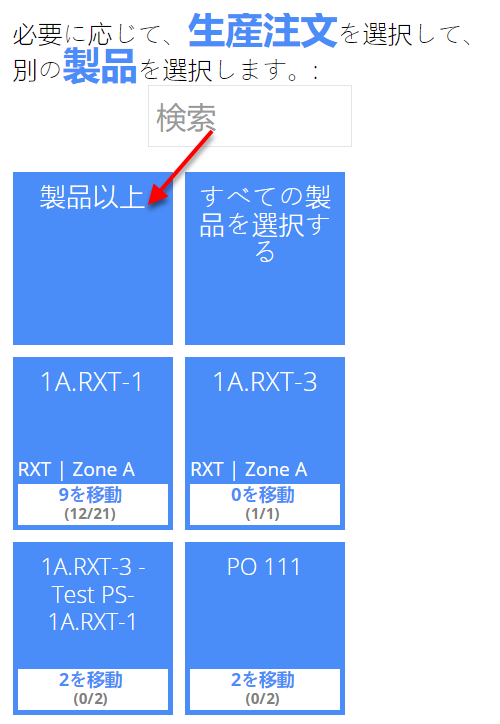 必要に応じて、生産注文を選択して、
別の製品を選択します。:
検索
製品以上
すべての製
品を選択す
る
1A.RXT-1
RXT | Zone A
9を移動
(12/21)
1A.RXT-3
RXT | Zone A
0を移動
(1/1)
1A.RXT-3 -
Test PS-
1A.RXT-1
2を移動
(0/2)
PO 111
2を移動
(0/2)